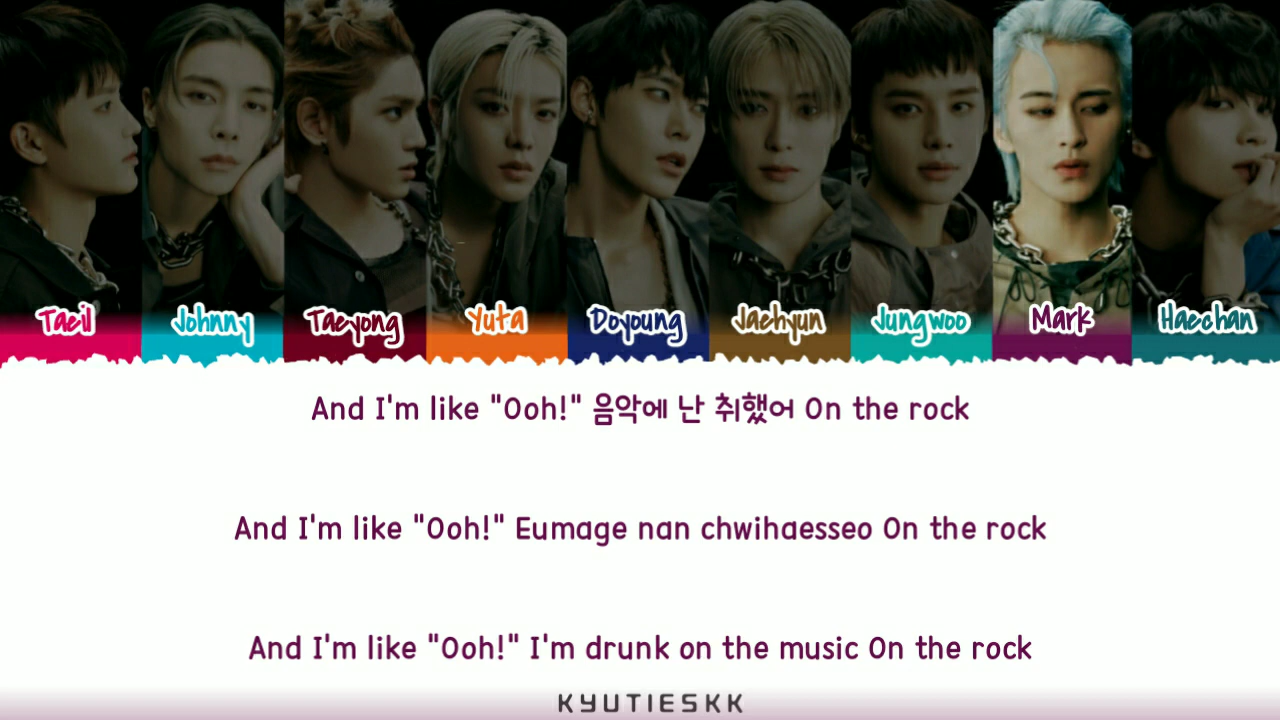 Taeil Johnny Taeyong Yuta Doyoung Jaehyun Jungwoo Mark Haechan
And I'm like "Ooh!" 음악에 난 취했어 On the rock
And I'm like "Ooh!" Eumage nan chwihaesseo On the rock
And I'm like "Ooh!" I'm drunk on the music On the rock
KYUTIESKK